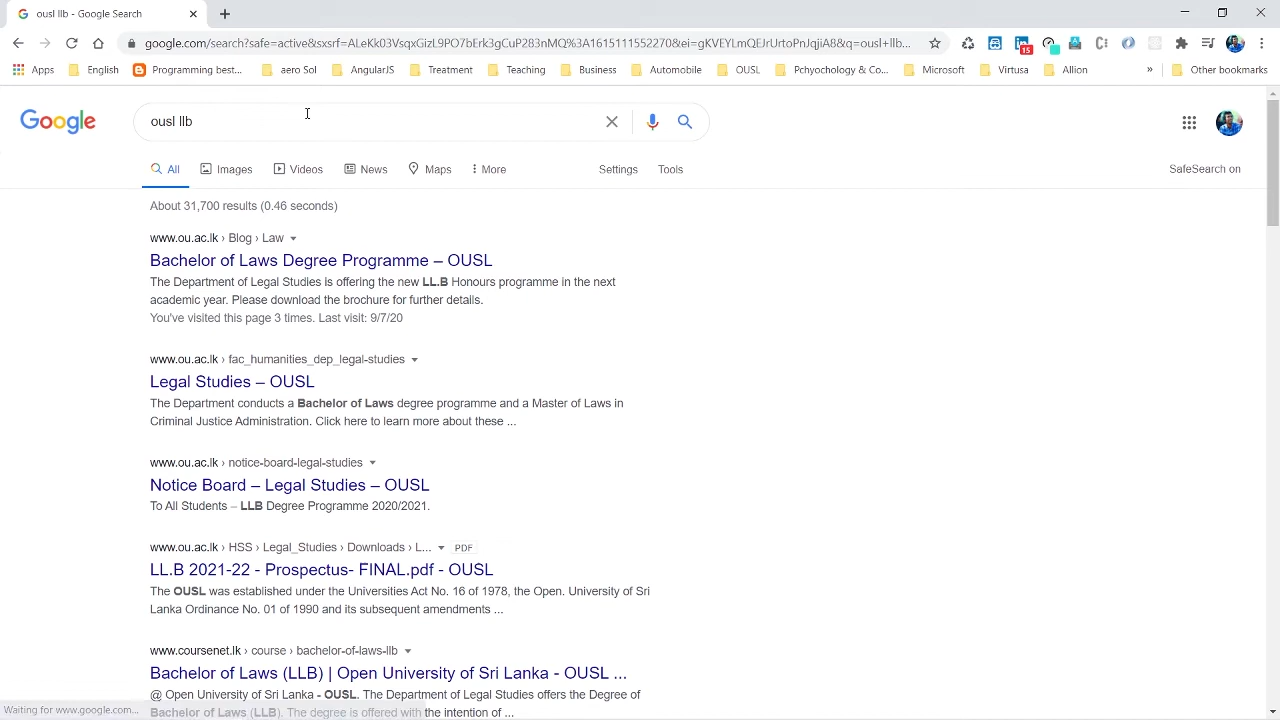 ousl llb - Google Search
google.com/search?safe=active&sxsrf=ALeKk03VsqxGirL9Po7bErk3gCuP28lnMQ%3A1615111552270&ei=gKVEYLmQEJrUrtoPnJqjiA8&q=ousl+llb...
15
Apps English Programming best... aero Sol AngularJS Treatment Teaching Business Automobile OUSL Pchyochology & Co... Microsoft Virtusa Allion » Other bookmarks
Google
ousl llb
All Images Videos News Maps More Settings Tools SafeSearch on
About 31,700 results (0.46 seconds)
www.ou.ac.lk › Blog › Law
Bachelor of Laws Degree Programme – OUSL
The Department of Legal Studies is offering the new LL.B Honours programme in the next
academic year. Please download the brochure for further details.
You've visited this page 3 times. Last visit: 9/7/20
www.ou.ac.lk › fac_humanities_dep_legal-studies
Legal Studies – OUSL
The Department conducts a Bachelor of Laws degree programme and a Master of Laws in
Criminal Justice Administration. Click here to learn more about these ...
www.ou.ac.lk › notice-board-legal-studies
Notice Board – Legal Studies – OUSL
To All Students – LLB Degree Programme 2020/2021.
www.ou.ac.lk › HSS › Legal_Studies › Downloads › L... PDF
LL.B 2021-22 - Prospectus- FINAL.pdf - OUSL
The OUSL was established under the Universities Act No. 16 of 1978, the Open. University of Sri
Lanka Ordinance No. 01 of 1990 and its subsequent amendments ...
www.coursenet.lk › course › bachelor-of-laws-llb
Bachelor of Laws (LLB) | Open University of Sri Lanka - OUSL ...
@ Open University of Sri Lanka - OUSL. The Department of Legal Studies offers the Degree of
Bachelor of Laws (LLB). The degree is offered with the intention of ...
Waiting for www.google.com...